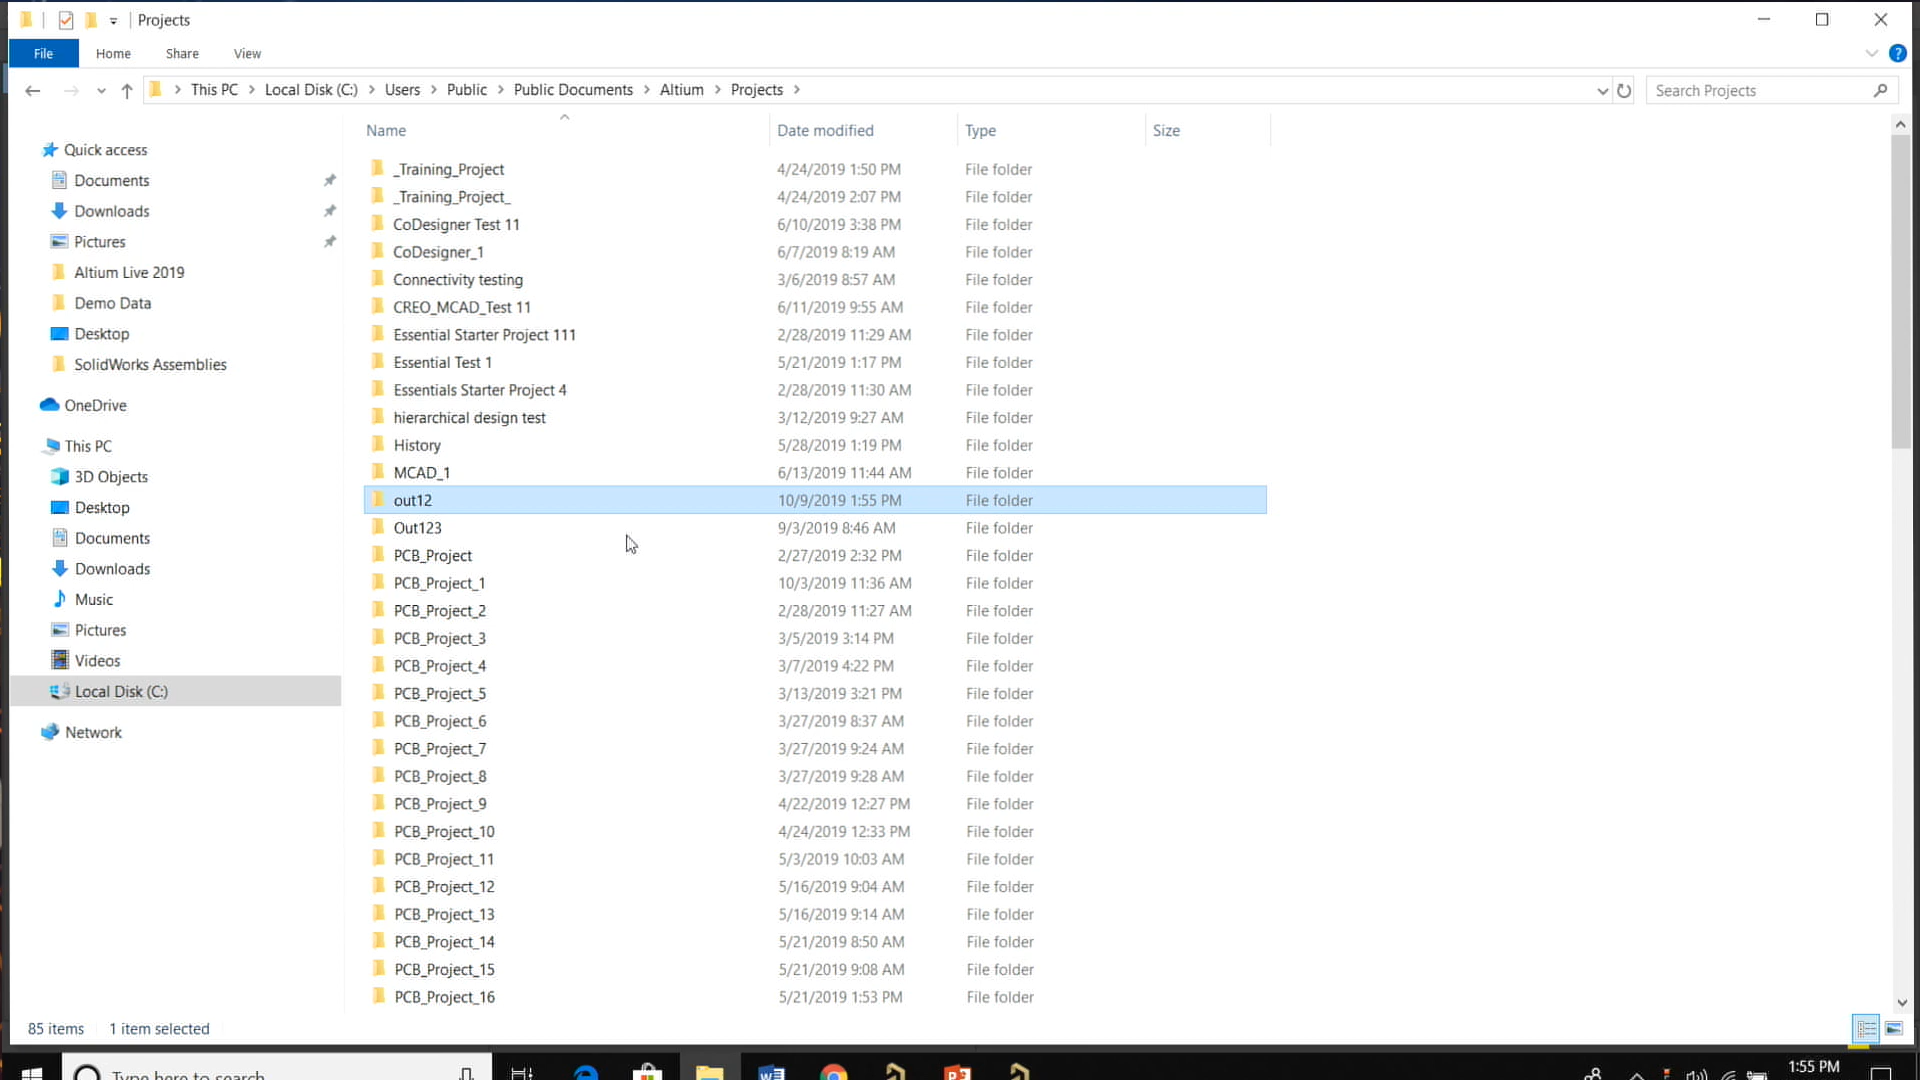 Projects
File Home Share View
This PC Local Disk (C:) Users Public Public Documents Altium Projects
Search Projects
Name Date modified Type Size
Quick access
Documents
Downloads
Pictures
Altium Live 2019
Demo Data
Desktop
SolidWorks Assemblies
OneDrive
This PC
3D Objects
Desktop
Documents
Downloads
Music
Pictures
Videos
Local Disk (C:)
Network
_Training_Project 4/24/2019 1:50 PM File folder
_Training_Project_ 4/24/2019 2:07 PM File folder
CoDesigner Test 11 6/10/2019 3:38 PM File folder
CoDesigner_1 6/7/2019 8:19 AM File folder
Connectivity testing 3/6/2019 8:57 AM File folder
CREO_MCAD_Test 11 6/11/2019 9:55 AM File folder
Essential Starter Project 111 2/28/2019 11:29 AM File folder
Essential Test 1 5/21/2019 1:17 PM File folder
Essentials Starter Project 4 2/28/2019 11:30 AM File folder
hierarchical design test 3/12/2019 9:27 AM File folder
History 5/28/2019 1:19 PM File folder
MCAD_1 6/13/2019 11:44 AM File folder
out12 10/9/2019 1:55 PM File folder
Out123 9/3/2019 8:46 AM File folder
PCB_Project 2/27/2019 2:32 PM File folder
PCB_Project_1 10/3/2019 11:36 AM File folder
PCB_Project_2 2/28/2019 11:27 AM File folder
PCB_Project_3 3/5/2019 3:14 PM File folder
PCB_Project_4 3/7/2019 4:22 PM File folder
PCB_Project_5 3/13/2019 3:21 PM File folder
PCB_Project_6 3/27/2019 8:37 AM File folder
PCB_Project_7 3/27/2019 9:24 AM File folder
PCB_Project_8 3/27/2019 9:28 AM File folder
PCB_Project_9 4/22/2019 12:27 PM File folder
PCB_Project_10 4/24/2019 12:33 PM File folder
PCB_Project_11 5/3/2019 10:03 AM File folder
PCB_Project_12 5/16/2019 9:04 AM File folder
PCB_Project_13 5/16/2019 9:14 AM File folder
PCB_Project_14 5/21/2019 8:50 AM File folder
PCB_Project_15 5/21/2019 9:08 AM File folder
PCB_Project_16 5/21/2019 1:53 PM File folder
85 items 1 item selected
Type here to search
1:55 PM